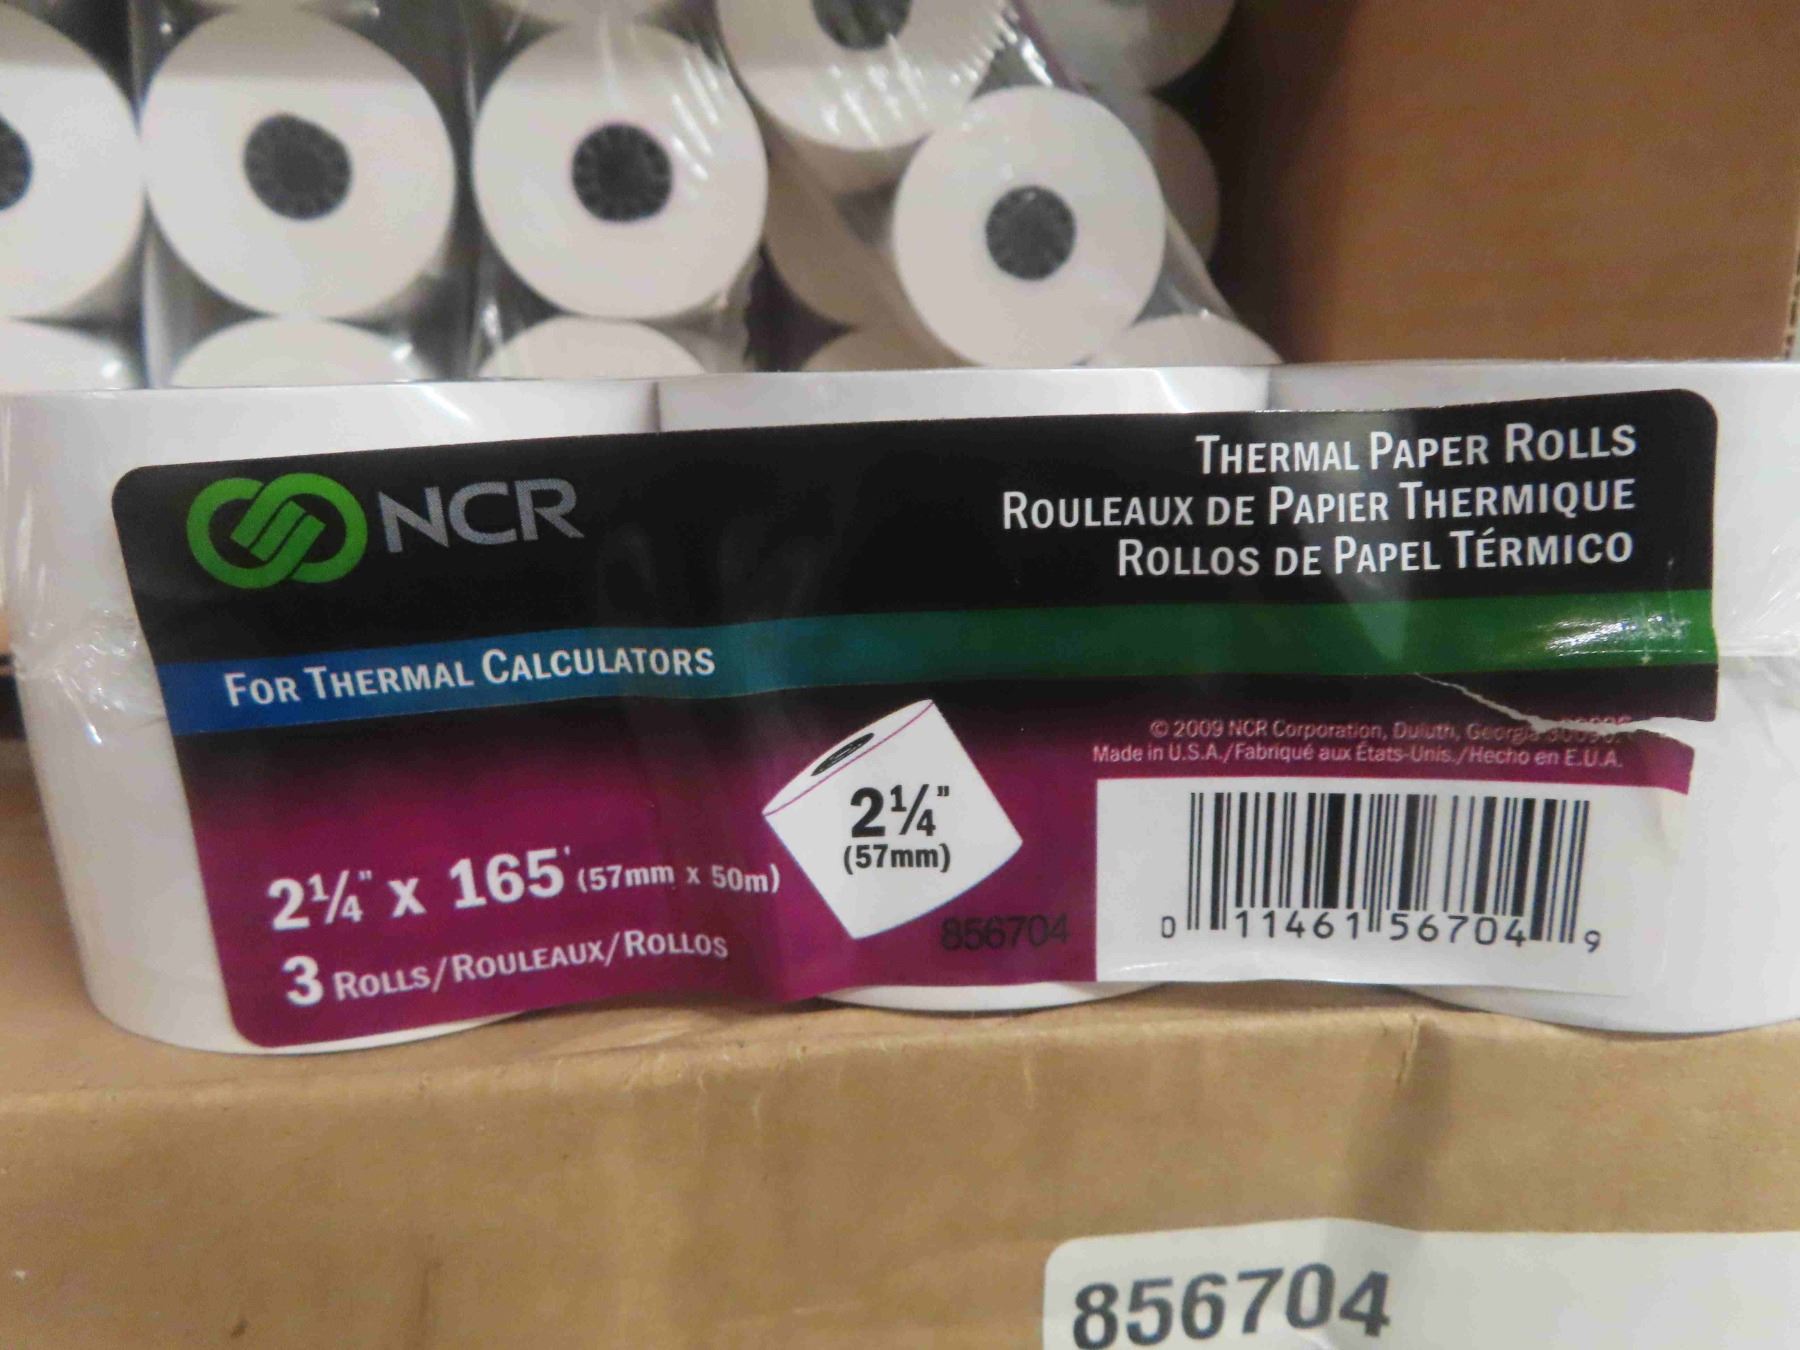 NCR
THERMAL PAPER ROLLS
ROULEAUX DE PAPIER THERMIQUE
ROLLOS DE PAPEL TÉRMICO
FOR THERMAL CALCULATORS
© 2009 NCR Corporation, Duluth, Georgia
Made in U.S.A./Fabriqué aux États-Unis./Hecho en E.U.A.
2¼"
(57mm)
2¼" x 165' (57mm x 50m)
3 ROLLS/ROULEAUX/ROLLOS
856704
0 11461 56704 9
856704